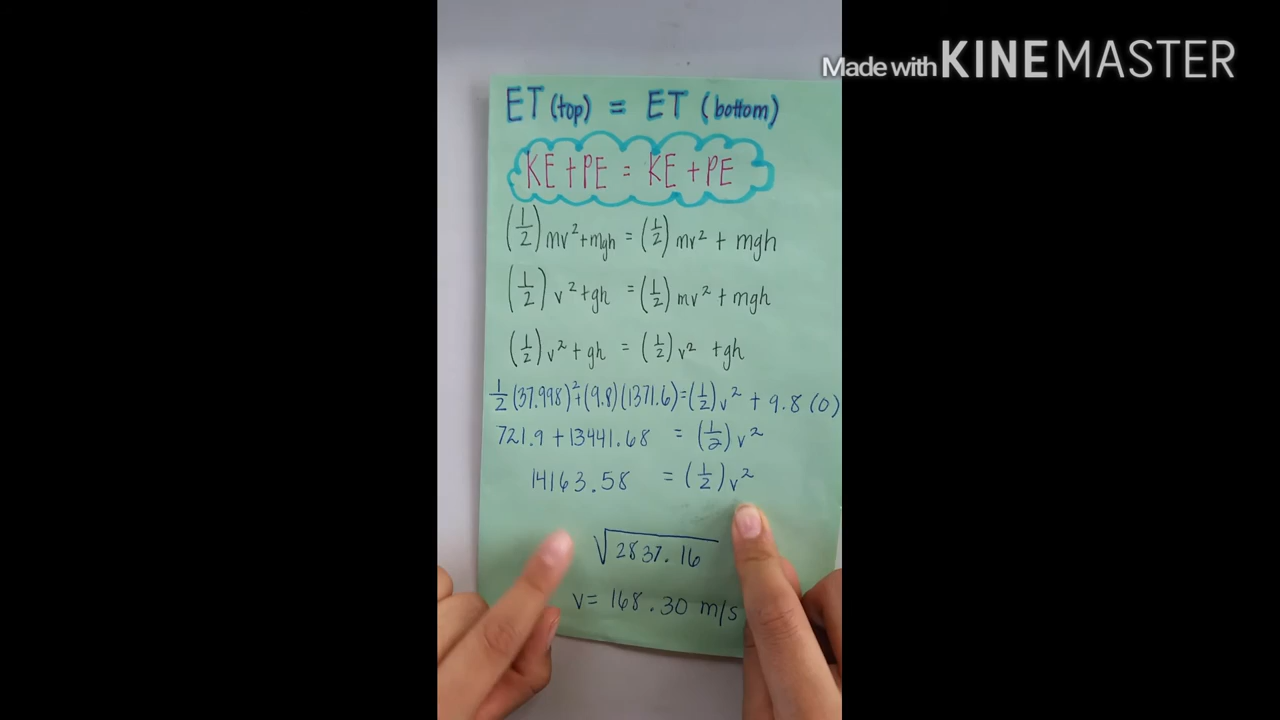 Made with KINEMASTER
ET (top) = ET (bottom)
KE + PE = KE + PE
(1/2) mv² + mgh = (1/2) mv² + mgh
(1/2) v² + gh = (1/2) mv² + mgh
(1/2) v² + gh = (1/2) v² + gh
1/2 (37.998)² + (9.8)(1371.6) = (1/2) v² + 9.8 (0)
721.9 + 13441.68 = (1/2) v²
14163.58 = (1/2) v²
√2837.16
v = 168.30 m/s